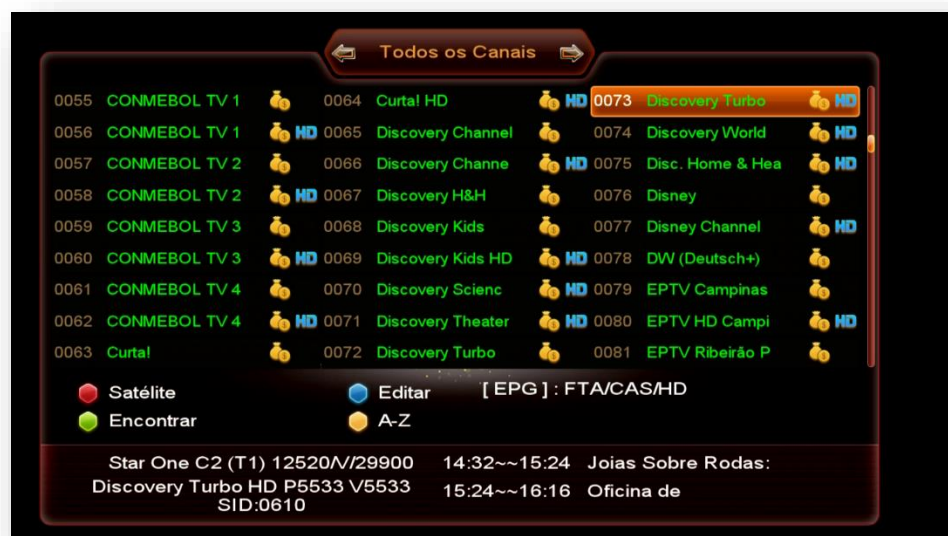 Todos os Canais
0055 CONMEBOL TV 1
0056 CONMEBOL TV 1 HD
0057 CONMEBOL TV 2
0058 CONMEBOL TV 2 HD
0059 CONMEBOL TV 3
0060 CONMEBOL TV 3 HD
0061 CONMEBOL TV 4
0062 CONMEBOL TV 4 HD
0063 Curta!
0064 Curta! HD HD
0065 Discovery Channel
0066 Discovery Channe HD
0067 Discovery H&H
0068 Discovery Kids
0069 Discovery Kids HD HD
0070 Discovery Scienc HD
0071 Discovery Theater HD
0072 Discovery Turbo
0073 Discovery Turbo HD
0074 Discovery World HD
0075 Disc. Home & Hea HD
0076 Disney
0077 Disney Channel HD
0078 DW (Deutsch+)
0079 EPTV Campinas
0080 EPTV HD Campi HD
0081 EPTV Ribeirão P
Satélite
Editar
[ EPG ] : FTA/CAS/HD
Encontrar
A-Z
Star One C2 (T1) 12520/V/29900
Discovery Turbo HD P5533 V5533
SID:0610
14:32~~15:24 Joias Sobre Rodas:
15:24~~16:16 Oficina de